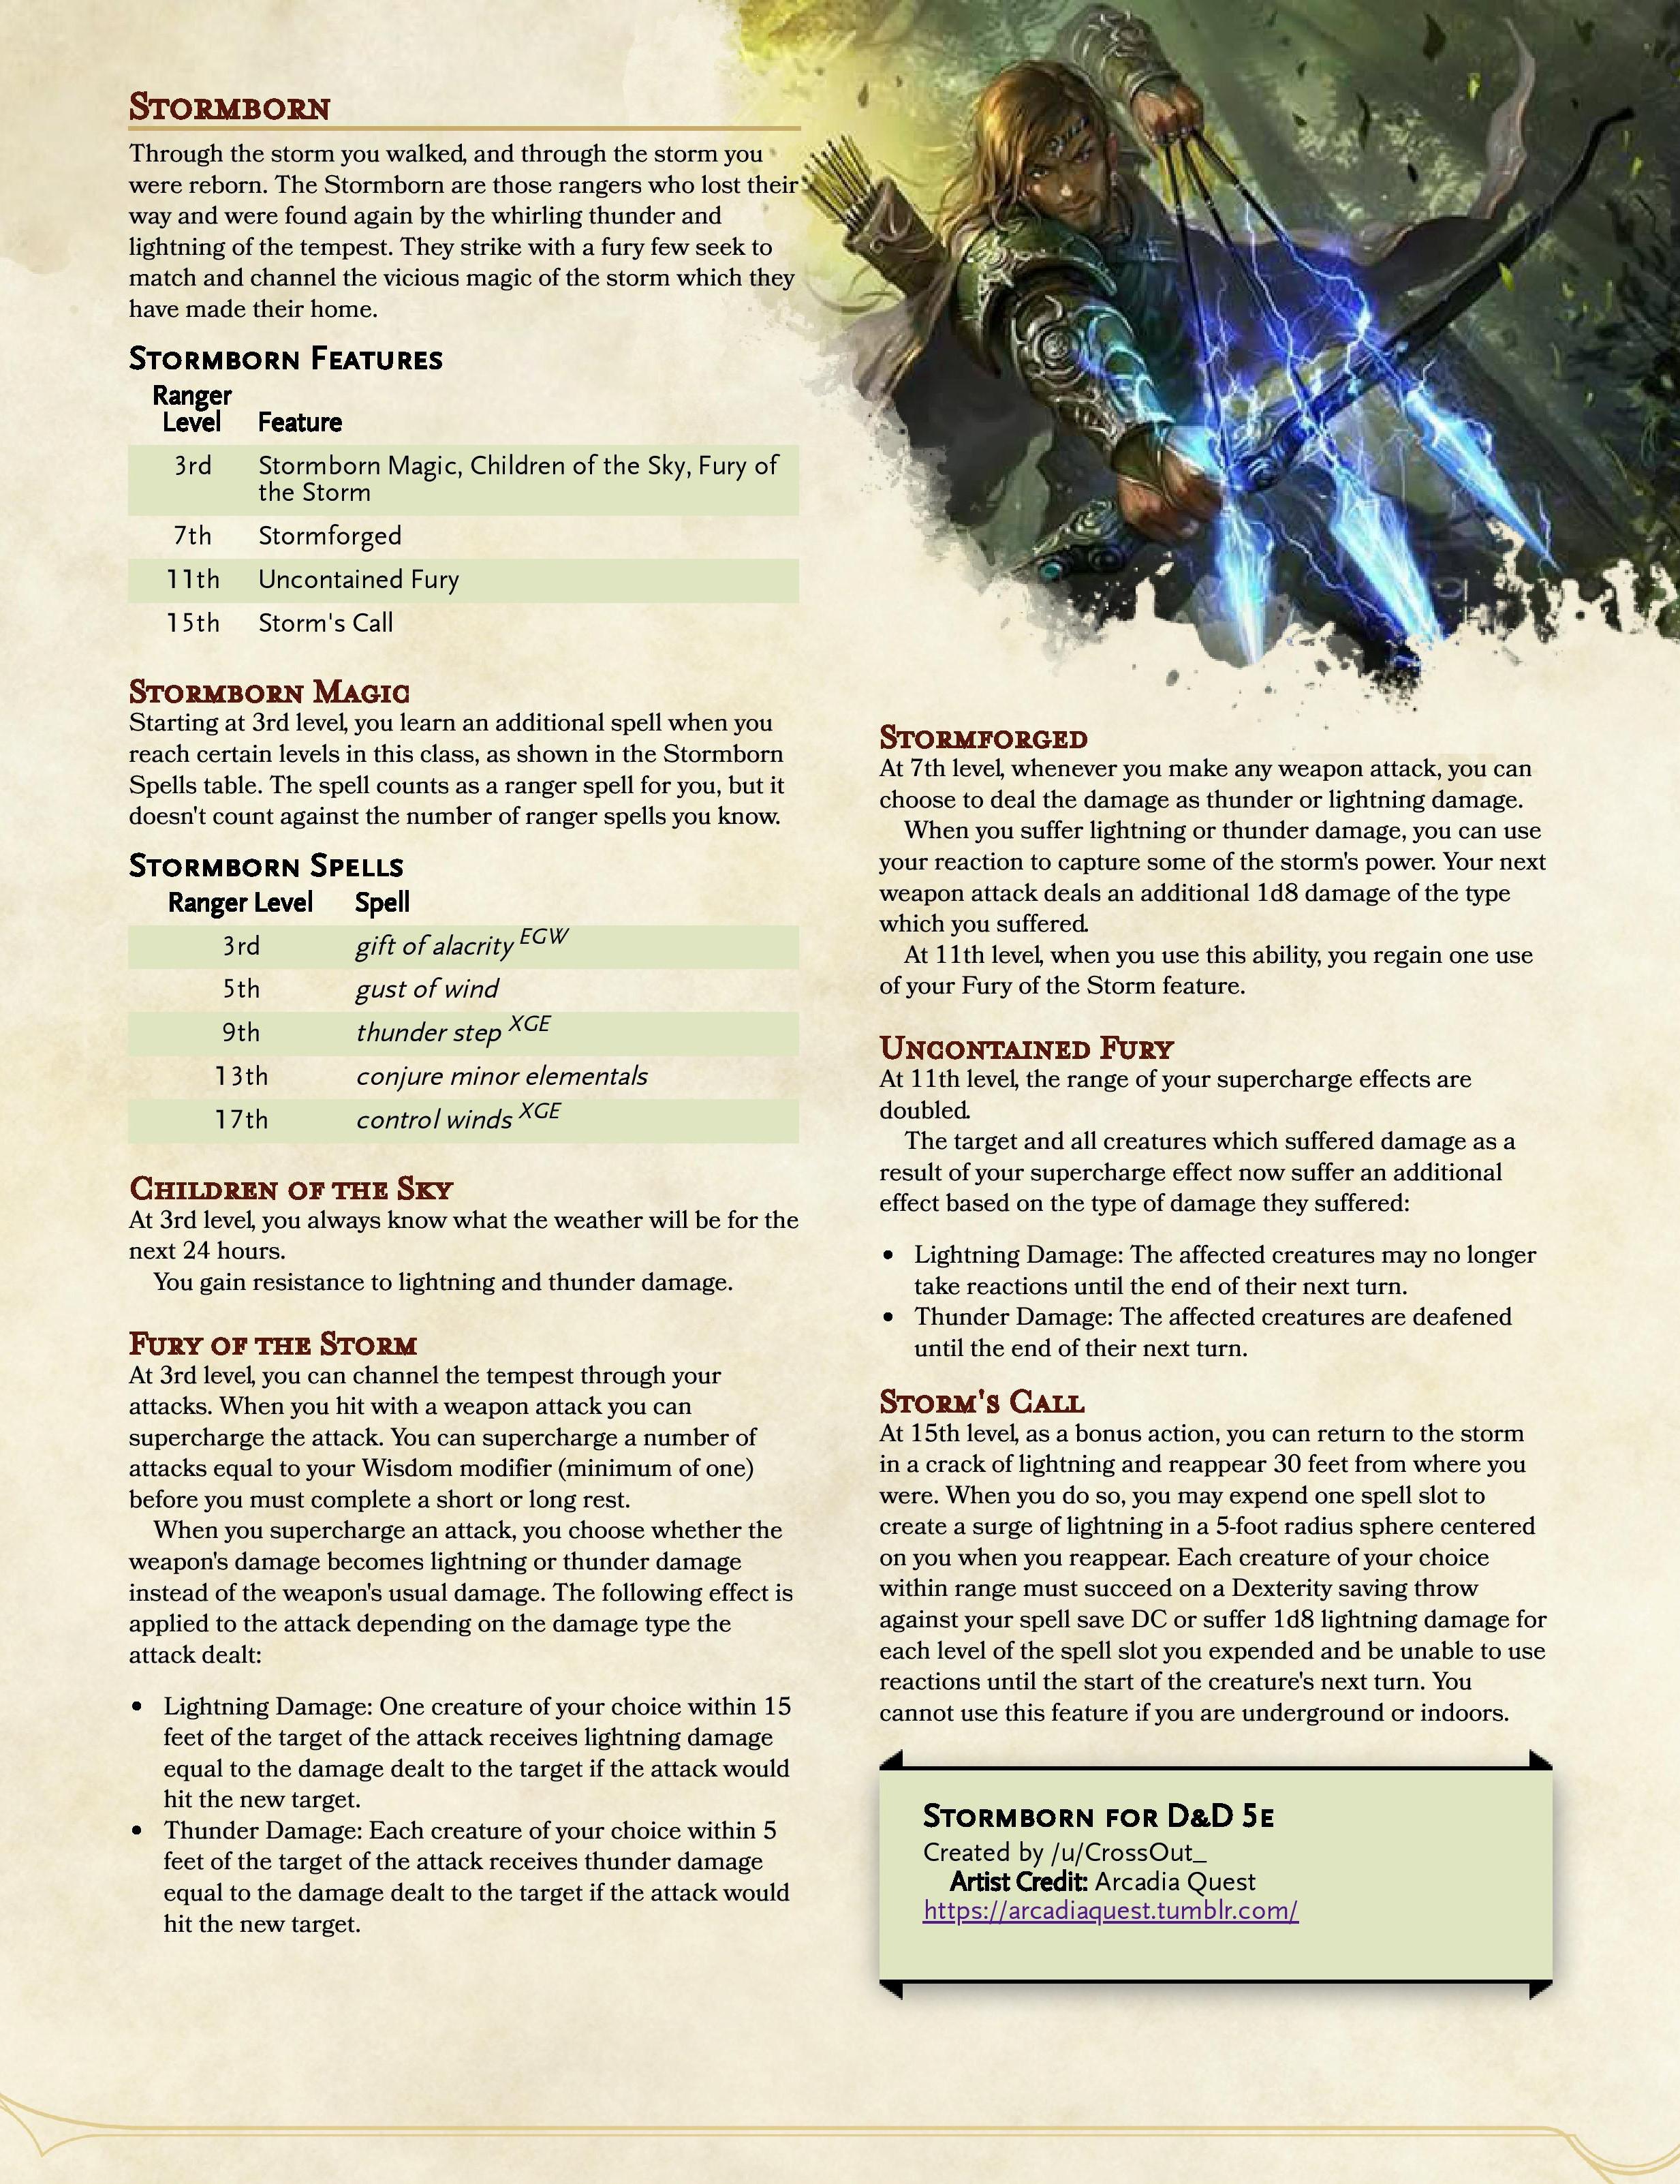 Stormborn
Through the storm you walked, and through the storm you
were reborn. The Stormborn are those rangers who lost their
way and were found again by the whirling thunder and
lightning of the tempest. They strike with a fury few seek to
match and channel the vicious magic of the storm which they
have made their home.
Stormborn Features
Ranger
Level Feature
3rd Stormborn Magic, Children of the Sky, Fury of
the Storm
7th Stormforged
11th Uncontained Fury
15th Storm's Call
Stormborn Magic
Starting at 3rd level, you learn an additional spell when you
reach certain levels in this class, as shown in the Stormborn
Spells table. The spell counts as a ranger spell for you, but it
doesn't count against the number of ranger spells you know.
Stormborn Spells
Ranger Level Spell
3rd gift of alacrity EGW
5th gust of wind
9th thunder step XGE
13th conjure minor elementals
17th control winds XGE
Children of the Sky
At 3rd level, you always know what the weather will be for the
next 24 hours.
You gain resistance to lightning and thunder damage.
Fury of the Storm
At 3rd level, you can channel the tempest through your
attacks. When you hit with a weapon attack you can
supercharge the attack. You can supercharge a number of
attacks equal to your Wisdom modifier (minimum of one)
before you must complete a short or long rest.
When you supercharge an attack, you choose whether the
weapon's damage becomes lightning or thunder damage
instead of the weapon's usual damage. The following effect is
applied to the attack depending on the damage type the
attack dealt:
• Lightning Damage: One creature of your choice within 15
feet of the target of the attack receives lightning damage
equal to the damage dealt to the target if the attack would
hit the new target.
• Thunder Damage: Each creature of your choice within 5
feet of the target of the attack receives thunder damage
equal to the damage dealt to the target if the attack would
hit the new target.
Stormforged
At 7th level, whenever you make any weapon attack, you can
choose to deal the damage as thunder or lightning damage.
When you suffer lightning or thunder damage, you can use
your reaction to capture some of the storm's power. Your next
weapon attack deals an additional 1d8 damage of the type
which you suffered.
At 11th level, when you use this ability, you regain one use
of your Fury of the Storm feature.
Uncontained Fury
At 11th level, the range of your supercharge effects are
doubled.
The target and all creatures which suffered damage as a
result of your supercharge effect now suffer an additional
effect based on the type of damage they suffered:
• Lightning Damage: The affected creatures may no longer
take reactions until the end of their next turn.
• Thunder Damage: The affected creatures are deafened
until the end of their next turn.
Storm's Call
At 15th level, as a bonus action, you can return to the storm
in a crack of lightning and reappear 30 feet from where you
were. When you do so, you may expend one spell slot to
create a surge of lightning in a 5-foot radius sphere centered
on you when you reappear. Each creature of your choice
within range must succeed on a Dexterity saving throw
against your spell save DC or suffer 1d8 lightning damage for
each level of the spell slot you expended and be unable to use
reactions until the start of the creature's next turn. You
cannot use this feature if you are underground or indoors.
Stormborn for D&D 5e
Created by /u/CrossOut_
Artist Credit: Arcadia Quest
https://arcadiaquest.tumblr.com/